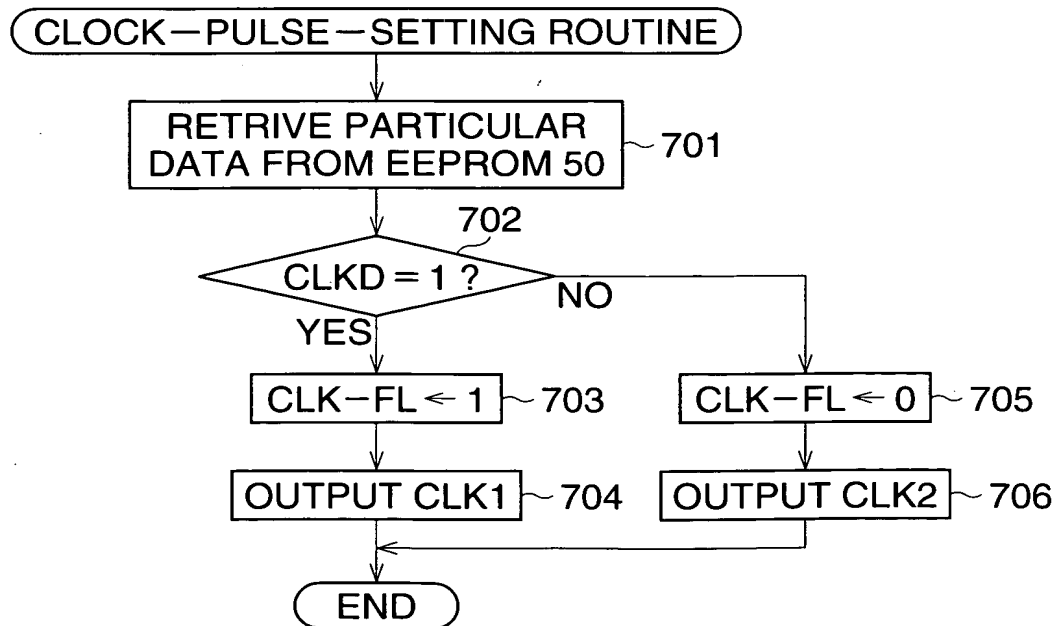 CLOCK—PULSE—SETTING ROUTINE
RETRIVE PARTICULAR
DATA FROM EEPROM 50
701
702
CLKD = 1 ?
NO
YES
CLK—FL ← 1
703
CLK—FL ← 0
705
OUTPUT CLK1
704
OUTPUT CLK2
706
END